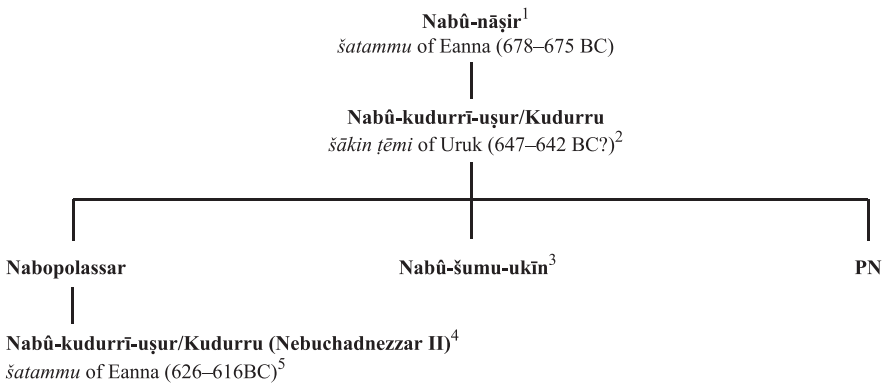 Nabû-nāṣir¹
šatammu of Eanna (678–675 BC)
Nabû-kudurrī-uṣur/Kudurru
šākin ṭēmi of Uruk (647–642 BC?)²
Nabopolassar
Nabû-šumu-ukīn³
PN
Nabû-kudurrī-uṣur/Kudurru (Nebuchadnezzar II)⁴
šatammu of Eanna (626–616BC)⁵